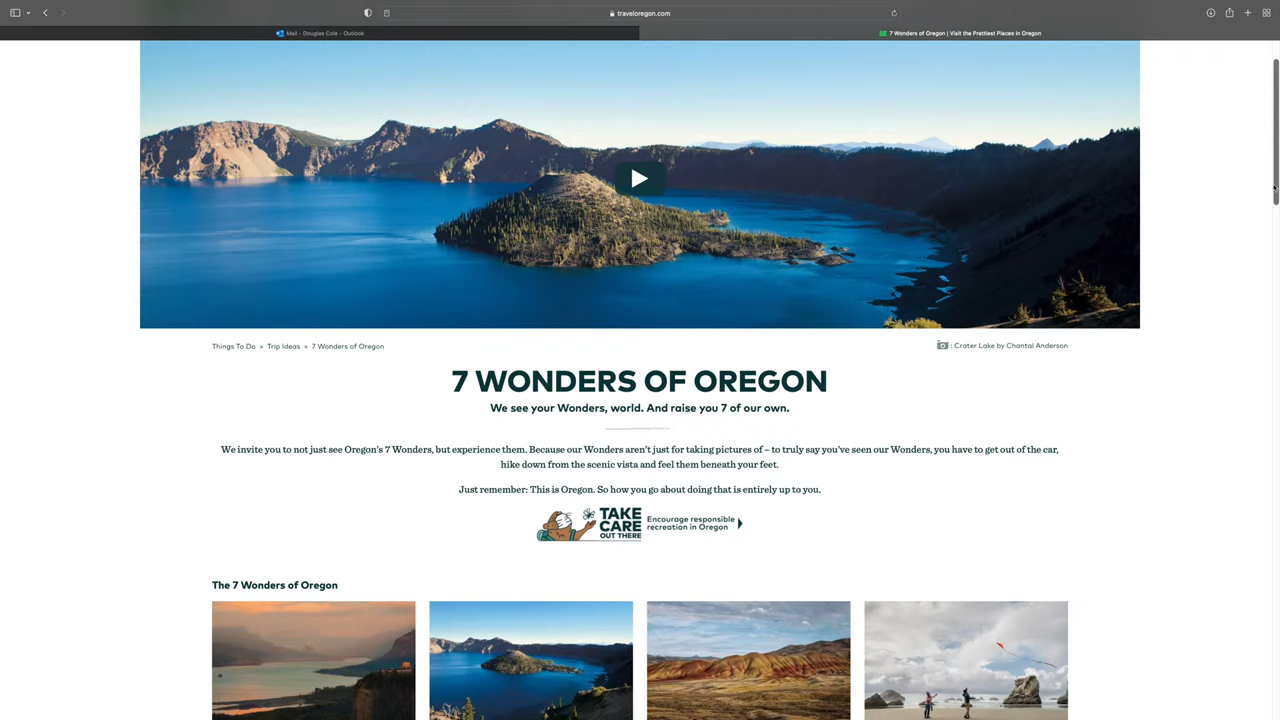 traveloregon.com
Mail - Douglas Cole - Outlook
7 Wonders of Oregon | Visit the Prettiest Places in Oregon
Things To Do » Trip Ideas » 7 Wonders of Oregon
: Crater Lake by Chantal Anderson
7 WONDERS OF OREGON
We see your Wonders, world. And raise you 7 of our own.
We invite you to not just see Oregon's 7 Wonders, but experience them. Because our Wonders aren't just for taking pictures of – to truly say you've seen our Wonders, you have to get out of the car,
hike down from the scenic vista and feel them beneath your feet.
Just remember: This is Oregon. So how you go about doing that is entirely up to you.
TAKE
CARE
OUT THERE
Encourage responsible
recreation in Oregon
The 7 Wonders of Oregon